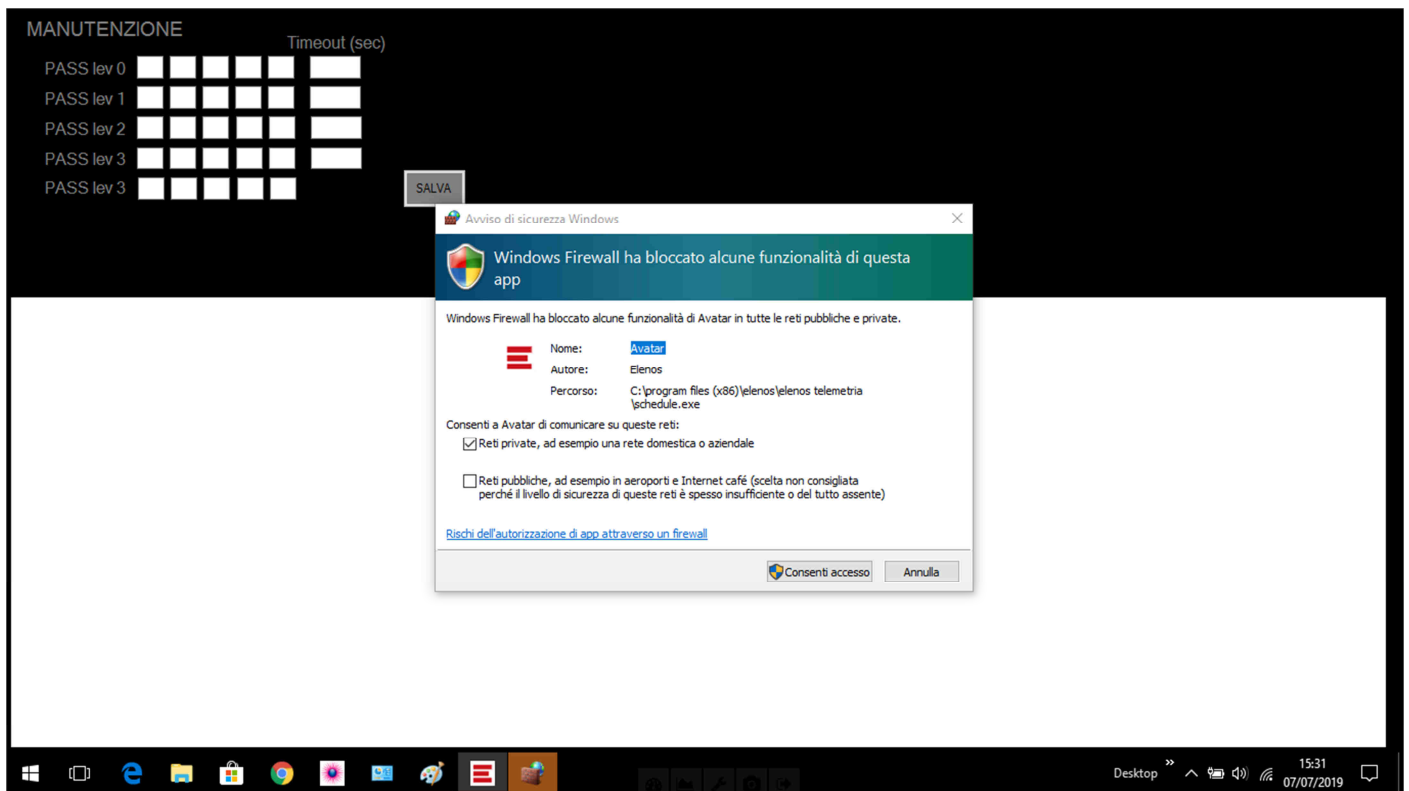 MANUTENZIONE
Timeout (sec)
PASS lev 0
PASS lev 1
PASS lev 2
PASS lev 3
PASS lev 3
SALVA
Avviso di sicurezza Windows
Windows Firewall ha bloccato alcune funzionalità di questa
app
Windows Firewall ha bloccato alcune funzionalità di Avatar in tutte le reti pubbliche e private.
Nome: Avatar
Autore: Elenos
Percorso: C:\program files (x86)\elenos\elenos telemetria
\schedule.exe
Consenti a Avatar di comunicare su queste reti:
Reti private, ad esempio una rete domestica o aziendale
Reti pubbliche, ad esempio in aeroporti e Internet café (scelta non consigliata
perché il livello di sicurezza di queste reti è spesso insufficiente o del tutto assente)
Rischi dell'autorizzazione di app attraverso un firewall
Consenti accesso Annulla
Desktop
15:31
07/07/2019